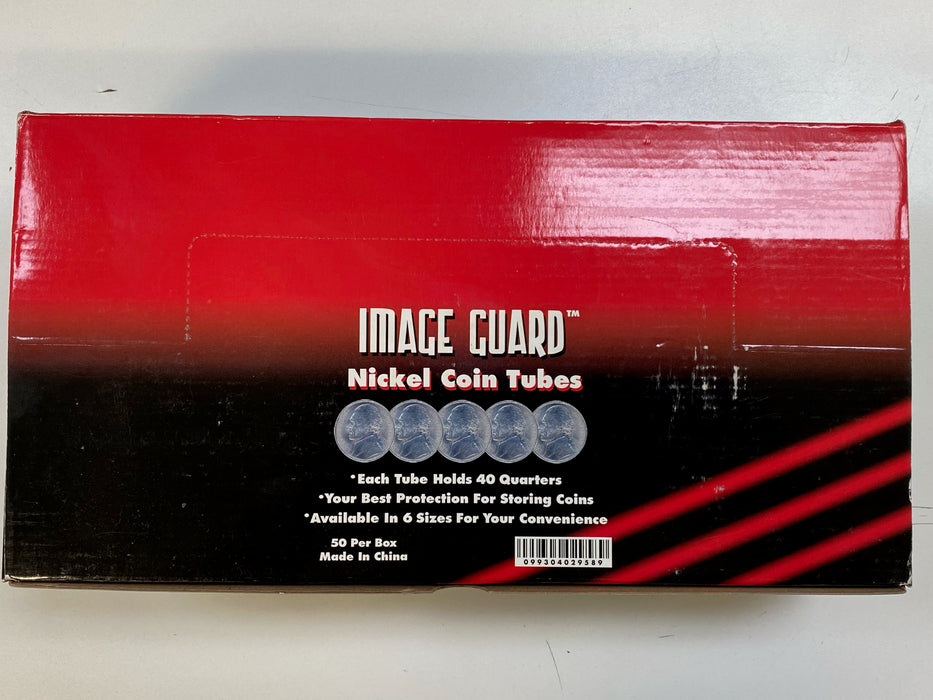 IMAGE GUARD™
Nickel Coin Tubes
•Each Tube Holds 40 Quarters
•Your Best Protection For Storing Coins
•Available In 6 Sizes For Your Convenience
50 Per Box
Made In China
099304029589